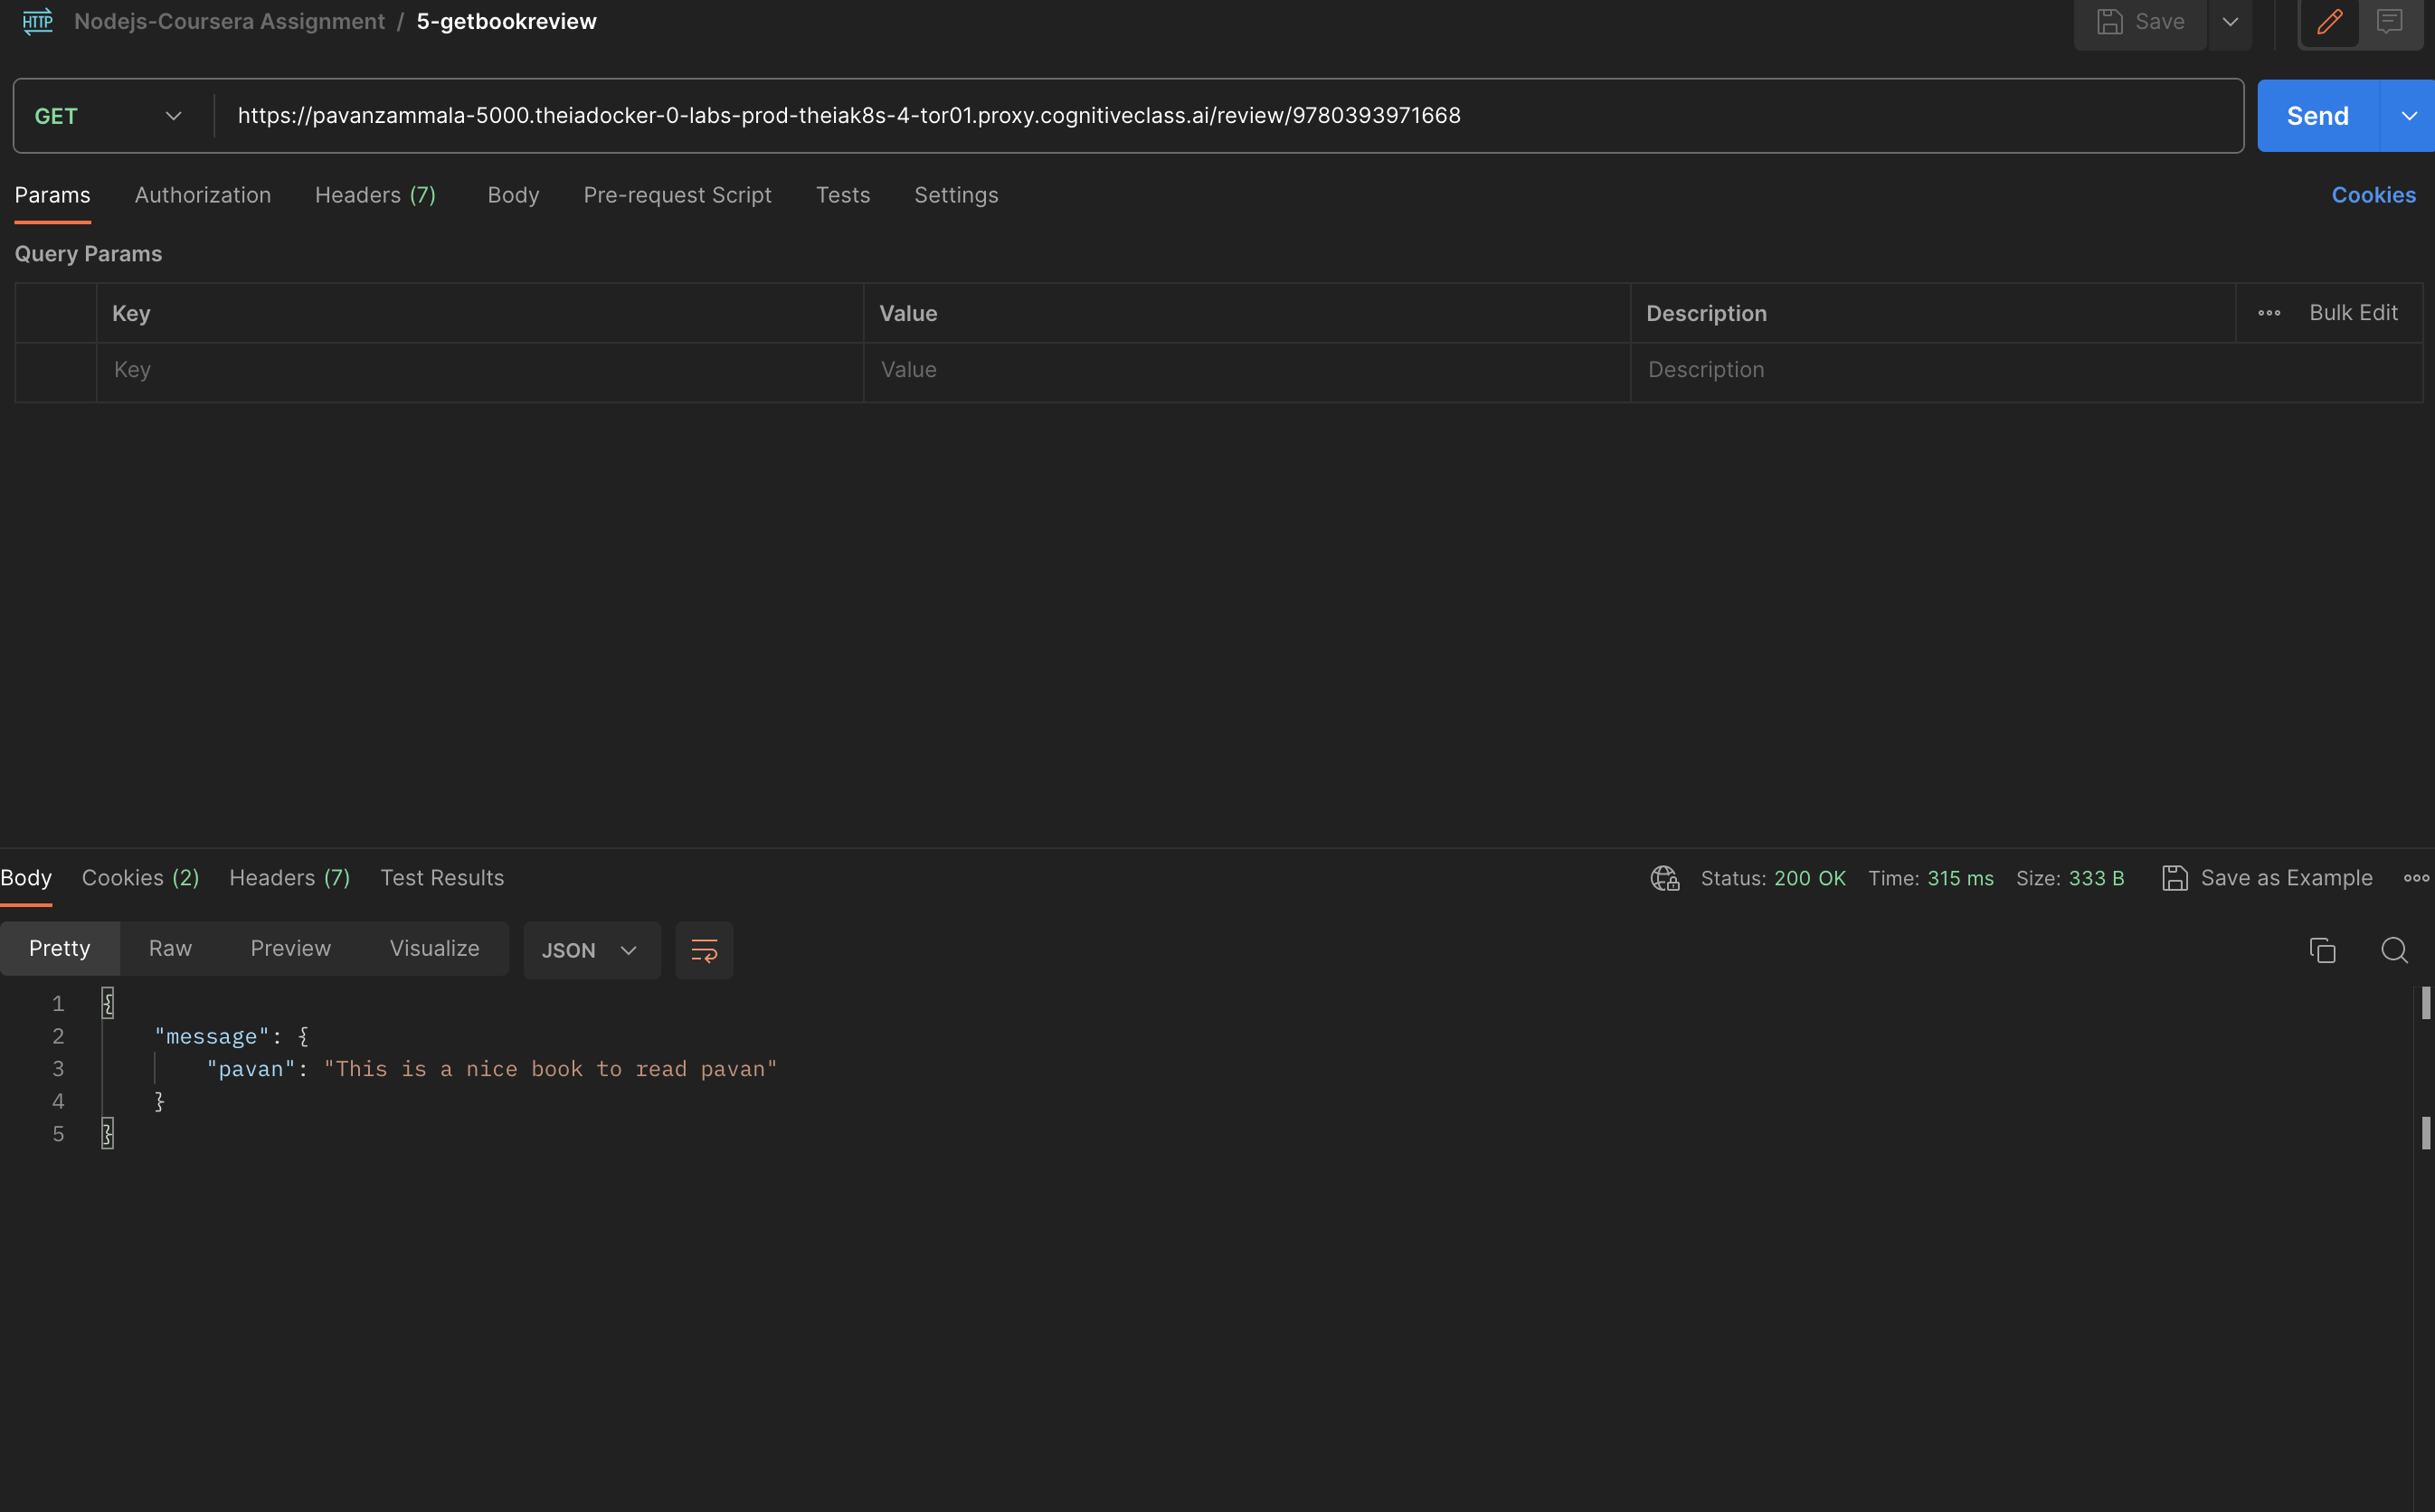 HTTP Nodejs-Coursera Assignment / 5-getbookreview Save
GET https://pavanzammala-5000.theiadocker-0-labs-prod-theiak8s-4-tor01.proxy.cognitiveclass.ai/review/9780393971668 Send
Params Authorization Headers (7) Body Pre-request Script Tests Settings Cookies
Query Params
Key Value Description Bulk Edit
Key Value Description
Body Cookies (2) Headers (7) Test Results Status: 200 OK Time: 315 ms Size: 333 B Save as Example
Pretty Raw Preview Visualize JSON
1 {
2 "message": {
3 "pavan": "This is a nice book to read pavan"
4 }
5 }